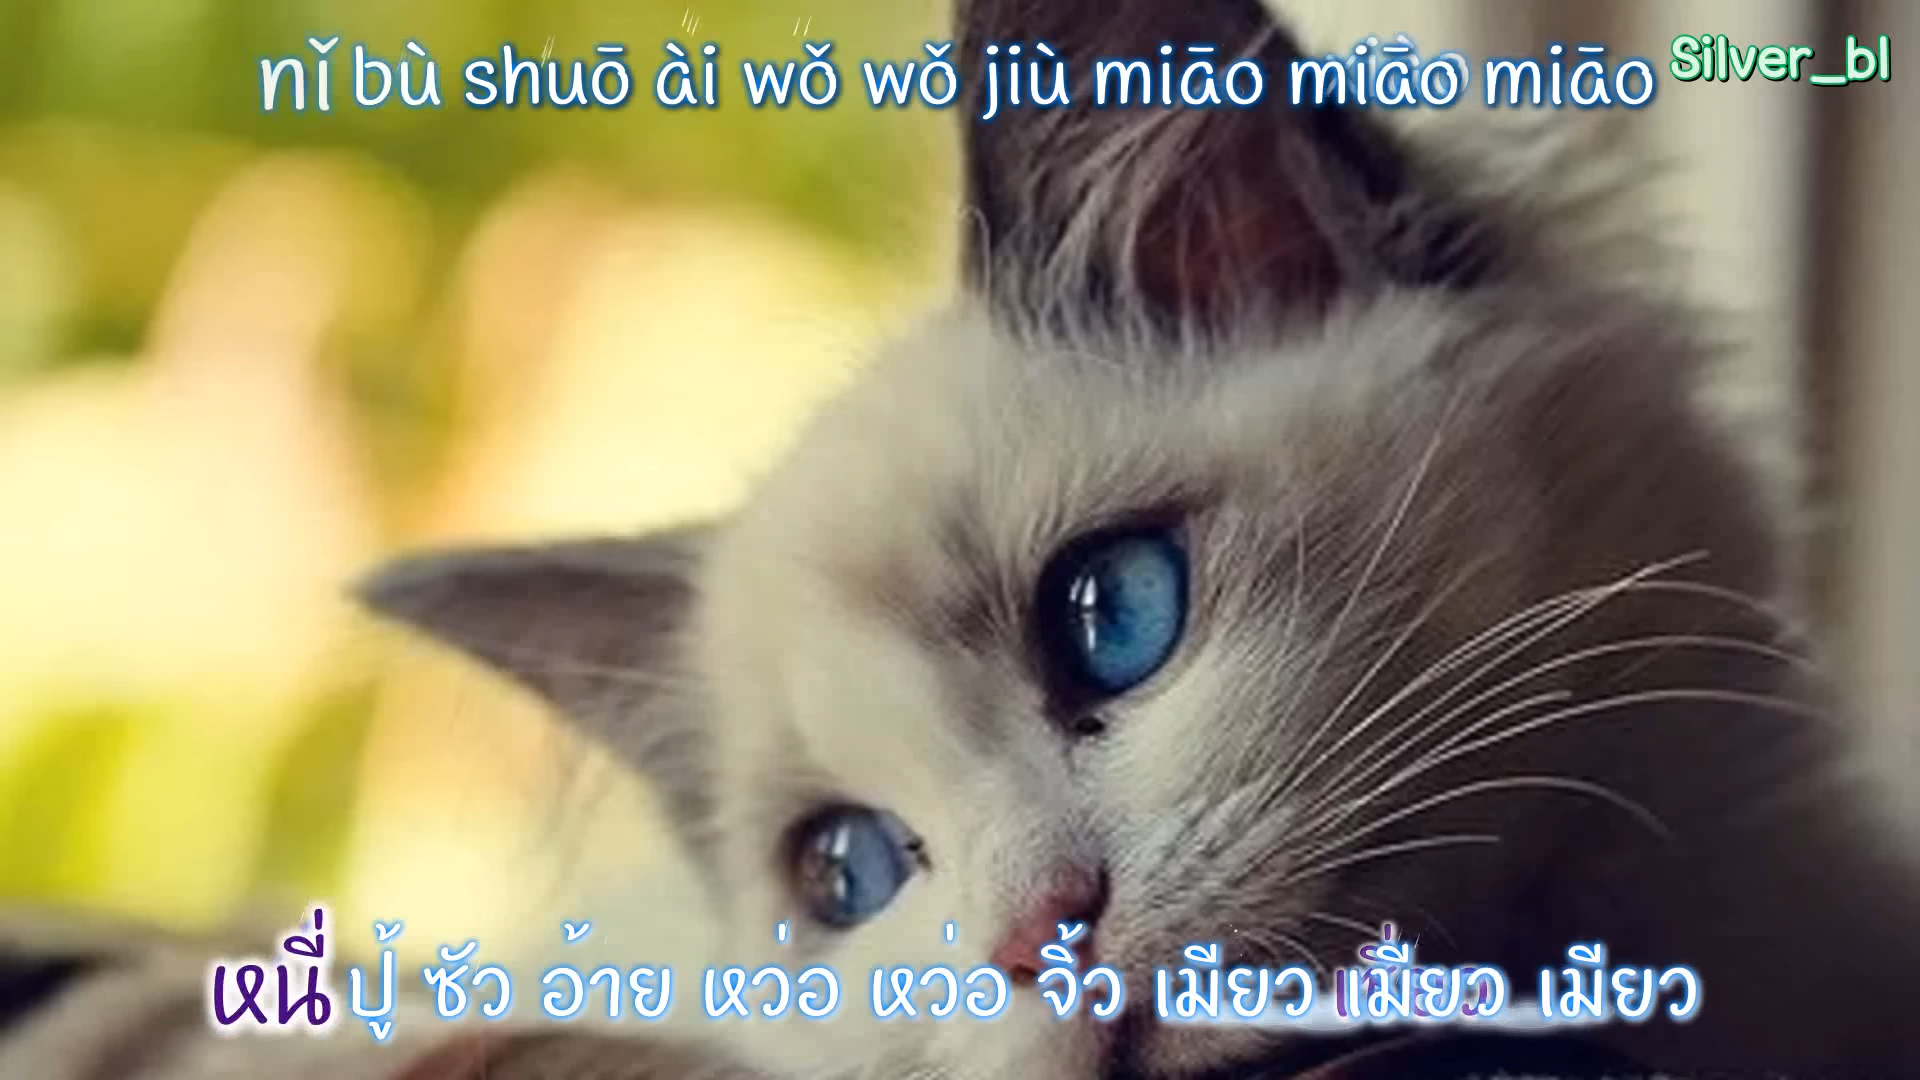 nǐ bù shuō ài wǒ wǒ jiù miāo miāo miāo
Silver_bl
หนี่ ปู้ ซัว อ้าย หว่อ หว่อ จิ้ว เมียว เมียว เมียว